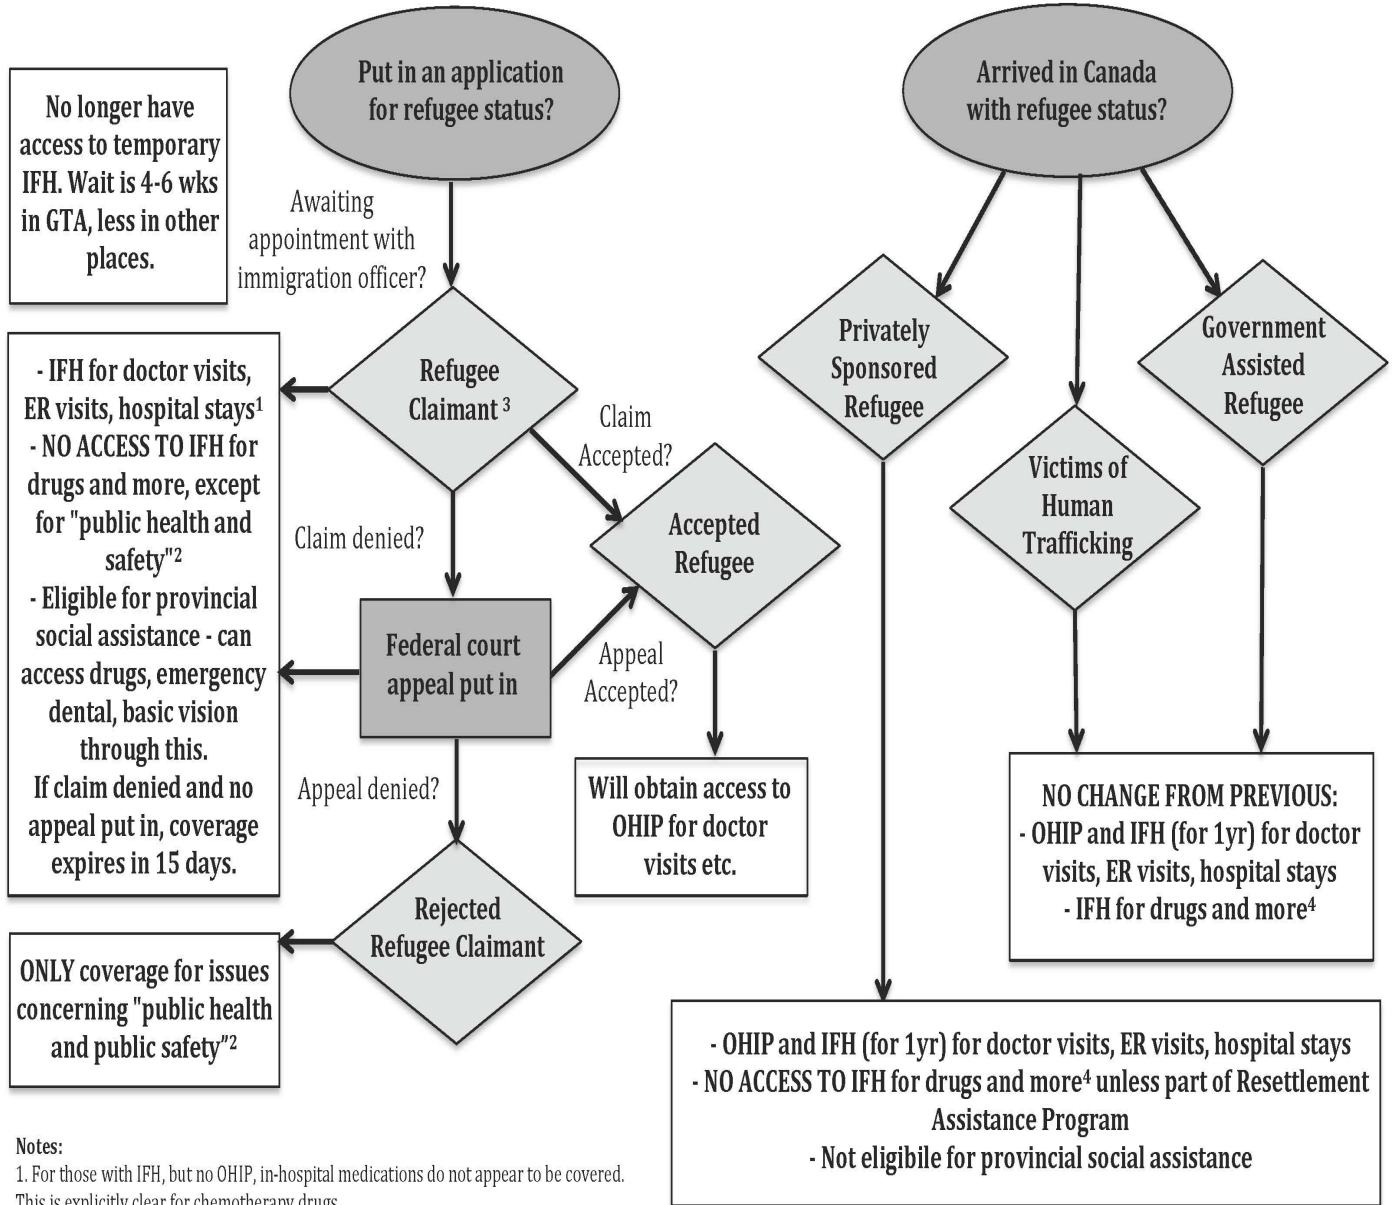 Put in an application
for refugee status?
Arrived in Canada
with refugee status?
No longer have
access to temporary
IFH. Wait is 4-6 wks
in GTA, less in other
places.
Awaiting
appointment with
immigration officer?
Refugee
Claimant ³
- IFH for doctor visits,
ER visits, hospital stays¹
- NO ACCESS TO IFH for
drugs and more, except
for "public health and
safety"²
- Eligible for provincial
social assistance - can
access drugs, emergency
dental, basic vision
through this.
If claim denied and no
appeal put in, coverage
expires in 15 days.
Claim
Accepted?
Claim denied?
Accepted
Refugee
Federal court
appeal put in
Appeal
Accepted?
Appeal denied?
Will obtain access to
OHIP for doctor
visits etc.
Rejected
Refugee Claimant
ONLY coverage for issues
concerning "public health
and public safety"²
Privately
Sponsored
Refugee
Victims of
Human
Trafficking
Government
Assisted
Refugee
NO CHANGE FROM PREVIOUS:
- OHIP and IFH (for 1yr) for doctor
visits, ER visits, hospital stays
- IFH for drugs and more⁴
- OHIP and IFH (for 1yr) for doctor visits, ER visits, hospital stays
- NO ACCESS TO IFH for drugs and more⁴ unless part of Resettlement
Assistance Program
- Not eligibile for provincial social assistance
Notes:
1. For those with IFH, but no OHIP, in-hospital medications do not appear to be covered.
This is explicitly clear for chemotherapy drugs